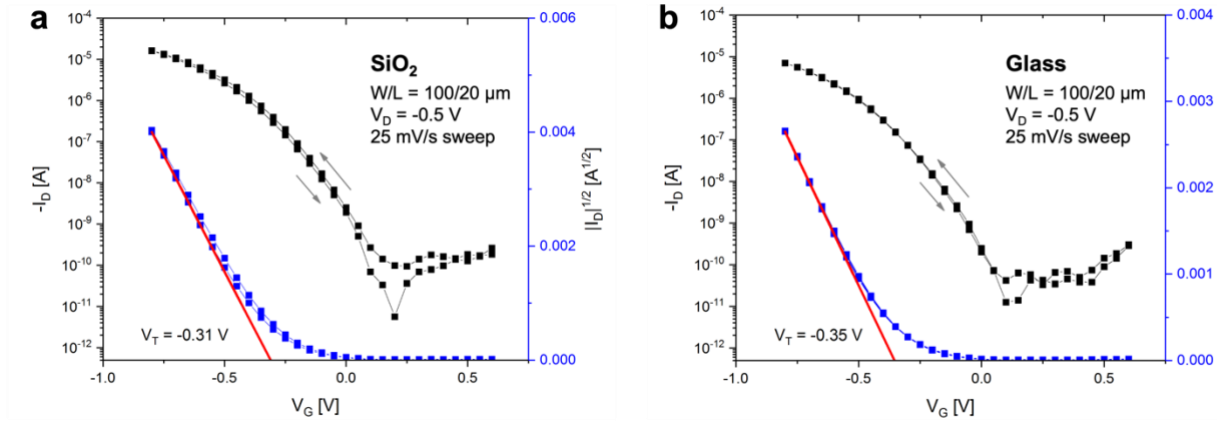 a
SiO₂
W/L = 100/20 μm
V_D = -0.5 V
25 mV/s sweep
V_T = -0.31 V
-I_D [A]
10⁻⁴
10⁻⁵
10⁻⁶
10⁻⁷
10⁻⁸
10⁻⁹
10⁻¹⁰
10⁻¹¹
10⁻¹²
0.006
0.004
0.002
0.000
|I_D|^1/2 [A^1/2]
-1.0 -0.5 0.0 0.5
V_G [V]
b
Glass
W/L = 100/20 μm
V_D = -0.5 V
25 mV/s sweep
V_T = -0.35 V
-I_D [A]
10⁻⁴
10⁻⁵
10⁻⁶
10⁻⁷
10⁻⁸
10⁻⁹
10⁻¹⁰
10⁻¹¹
10⁻¹²
0.004
0.003
0.002
0.001
0.000
-1.0 -0.5 0.0 0.5
V_G [V]